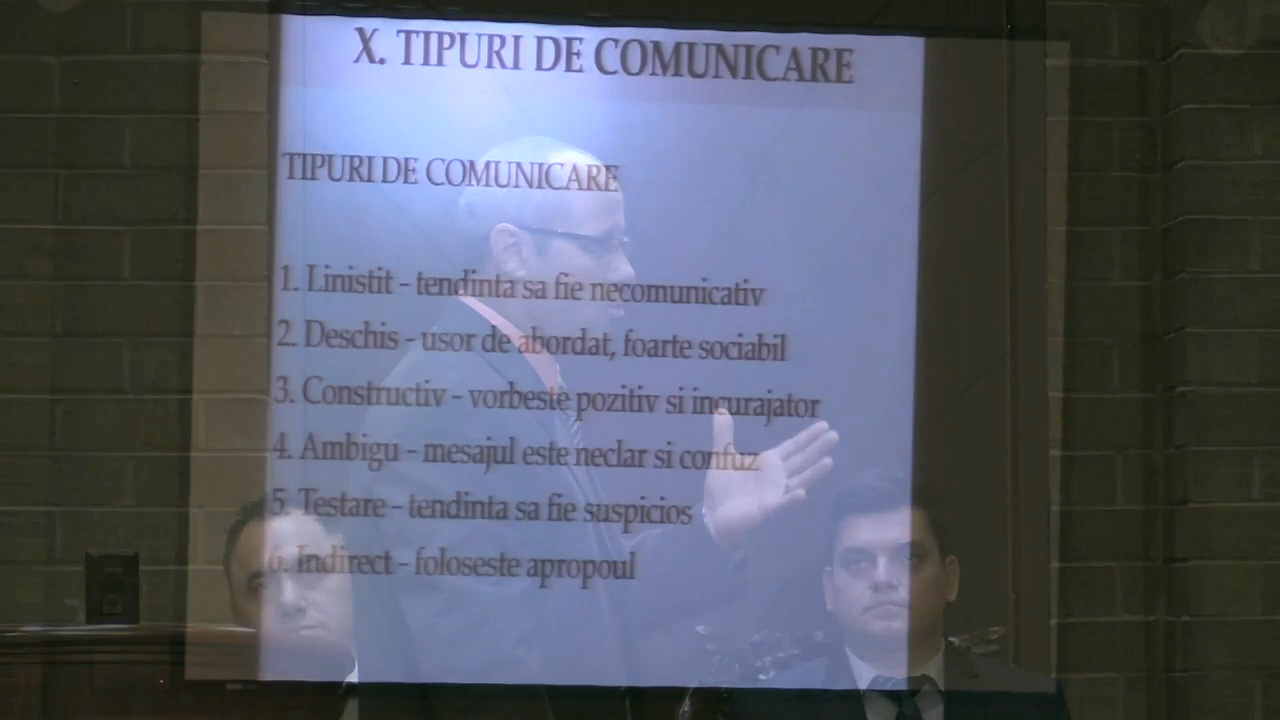 X. TIPURI DE COMUNICARE
TIPURI DE COMUNICARE
1. Linistit - tendinta sa fie necomunicativ
2. Deschis - usor de abordat, foarte sociabil
3. Constructiv - vorbeste pozitiv si incurajator
4. Ambigu - mesajul este neclar si confuz
5. Testare - tendinta sa fie suspicios
6. Indirect - foloseste apropoul